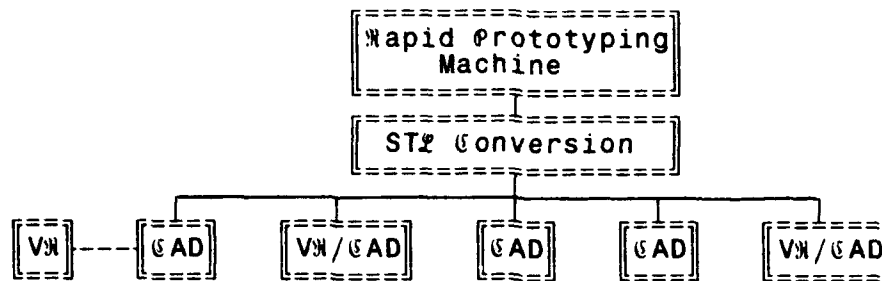 Rapid Prototyping
Machine
STL Conversion
VR CAD VR/CAD CAD CAD VR/CAD